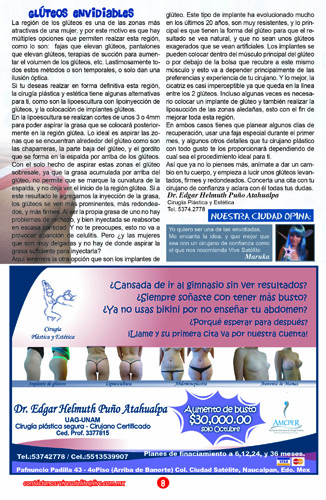 GLÚTEOS ENVIDIABLES
La región de los glúteos es una de las zonas más
atractivas de una mujer, y por este motivo es que hay
múltiples opciones que permiten realzar esta región,
como lo son: fajas que elevan glúteos, pantalones
que elevan glúteos, terapias de succión para aumen-
tar el volumen de los glúteos, etc. Lastimosamente to-
dos estos métodos o son temporales, o solo dan una
ilusión óptica.
Si tu deseas realzar en forma definitiva esta región,
la cirugía plástica y estética tiene algunas alternativas
para ti, como son la lipoescultura con lipoinyección de
glúteos, y la colocación de implantes glúteos.
En la lipoescultura se realizan cortes de unos 3 o 4mm
para poder aspirar la grasa que se colocará posterior-
mente en la región glútea. Lo ideal es aspirar las zo-
nas que se encuentran alrededor del glúteo como son
las chaparreras, la parte baja del glúteo, y el gordito
que se forma en la espalda por arriba de los glúteos.
Con el solo hecho de aspirar estas zonas el glúteo
sobresale, ya que la grasa acumulada por arriba del
glúteo, no permite que se marque la curvatura de la
espalda, y no deja ver el inicio de la región glútea. Si a
este resultado le agregamos la inyección de la grasa,
los glúteos se ven más prominentes, más redondea-
dos, y más firmes. Al ser la propia grasa de uno no hay
problemas de rechazo, y bien inyectada se reabsorbe
en escasa cantidad. Y no te preocupes, esto no va a
provocar aparición de celulitis. Pero ¿y las mujeres
que son muy delgadas y no hay de donde aspirar la
grasa suficiente para inyectarla?
Aquí tenemos la otra opción que son los implantes de
glúteo. Este tipo de implante ha evolucionado mucho
en los últimos 20 años, son muy resistentes, y lo prin-
cipal es que tienen la forma del glúteo para que el re-
sultado se vea natural, y que no sean unos glúteos
exagerados que se vean artificiales. Los implantes se
pueden colocar dentro del músculo principal del glúteo
o por debajo de la bolsa que recubre a este mismo
músculo y esto va a depender principalmente de las
preferencias y experiencia de tu cirujano. Y lo mejor, la
cicatriz es casi imperceptible ya que queda en la línea
entre los 2 glúteos. Incluso algunas veces es necesa-
rio colocar un implante de glúteo y también realizar la
liposucción de las zonas aledañas, esto con el fin de
mejorar toda esta región.
En ambos casos tienes que planear algunos días de
recuperación, usar una faja especial durante el primer
mes, y algunos otros detalles que tu cirujano plástico
con todo gusto te los proporcionará dependiendo de
cuál sea el procedimiento ideal para ti.
Así que ya no lo pienses más, anímate a dar un cam-
bio en tu cuerpo, y empieza a lucir unos glúteos levan-
tados, firmes y redondeados. Concerta una cita con tu
cirujano de confianza y aclara con él todas tus dudas.
Dr. Edgar Helmuth Puño Atahualpa
Cirugía Plástica y Estética
Tel. 5374.2778
NUESTRA CIUDAD OPINA:
Yo quiero ser una de las envidiadas.
Me encanta la idea, y que mejor que
sea con un cirujano de confianza como
el que nos recomienda Vive Satélite
Maruka
¿Cansada de ir al gimnasio sin ver resultados?
¿Siempre soñaste con tener más busto?
¿Ya no usas bikini por no enseñar tu abdomen?
¿Porqué esperar para después?
¡Llame y su primera cita va por nuestra cuenta!
Cirugía
Plástica y Estética
Implante de glúteo
Lipoescultura
Abdominoplastia
Aumento de Mamas
Dr. Edgar Helmuth Puño Atahualpa
UAG-UNAM
Cirujano plástica segura - Cirujano Certificado
Ced. Prof. 3377815
Aumento de busto
$30,000.00
Solo Octubre
AMCPER
Tel.:53742778 / Cel:5513539907
Planes de financiamiento a 6,12,24, y 36 meses.
VISA
Pafnuncio Padilla 43 - 4oPiso (Arriba de Banorte) Col. Ciudad Satélite, Naucalpan, Edo. Mex
contáctanos-vivesatelite@live.com.mx
9